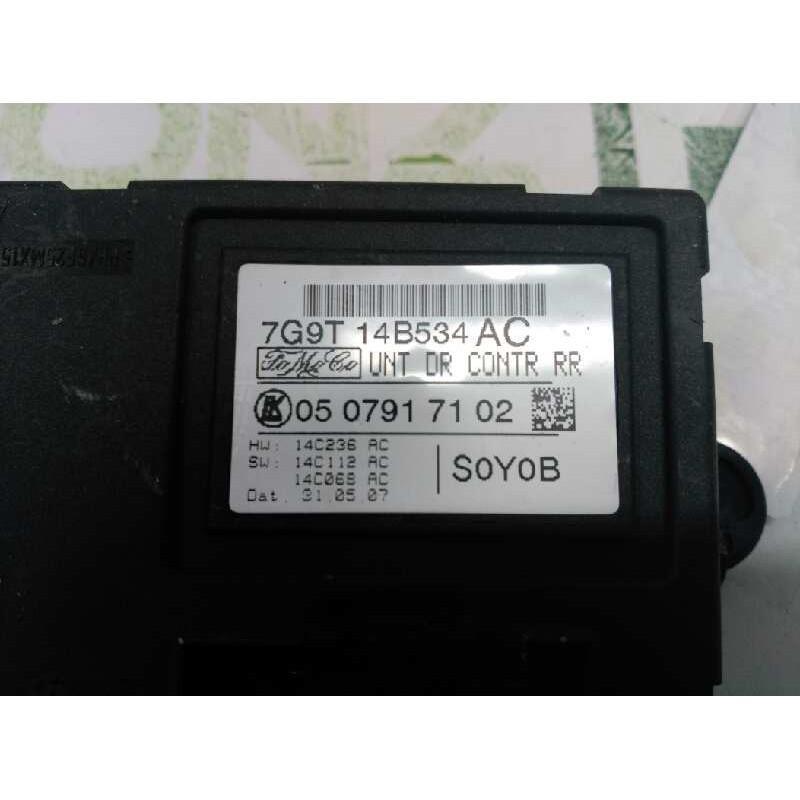 7G9T 14B534 AC
FoMoCo UNT DR CONTR RR
05 0791 71 02
HW: 14C236 AC
SW: 14C112 AC
14C068 AC
Dat. 31.05.07
S0Y0B